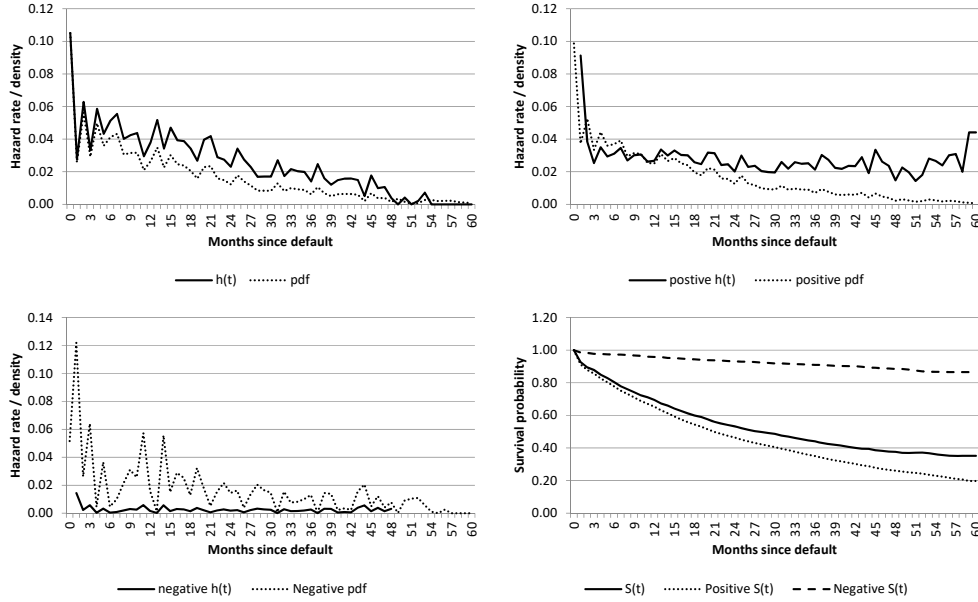 0.12
0.10
0.08
0.06
0.04
0.02
0.00
Hazard rate / density
0 3 6 9 12 15 18 21 24 27 30 33 36 39 42 45 48 51 54 57 60
Months since default
h(t) pdf
0.12
0.10
0.08
0.06
0.04
0.02
0.00
Hazard rate / density
0 3 6 9 12 15 18 21 24 27 30 33 36 39 42 45 48 51 54 57 60
Months since default
postive h(t) positive pdf
0.14
0.12
0.10
0.08
0.06
0.04
0.02
0.00
Hazard rate / density
0 3 6 9 12 15 18 21 24 27 30 33 36 39 42 45 48 51 54 57 60
Months since default
negative h(t) Negative pdf
1.20
1.00
0.80
0.60
0.40
0.20
0.00
Survival probability
0 3 6 9 12 15 18 21 24 27 30 33 36 39 42 45 48 51 54 57 60
Months since default
S(t) Positive S(t) Negative S(t)